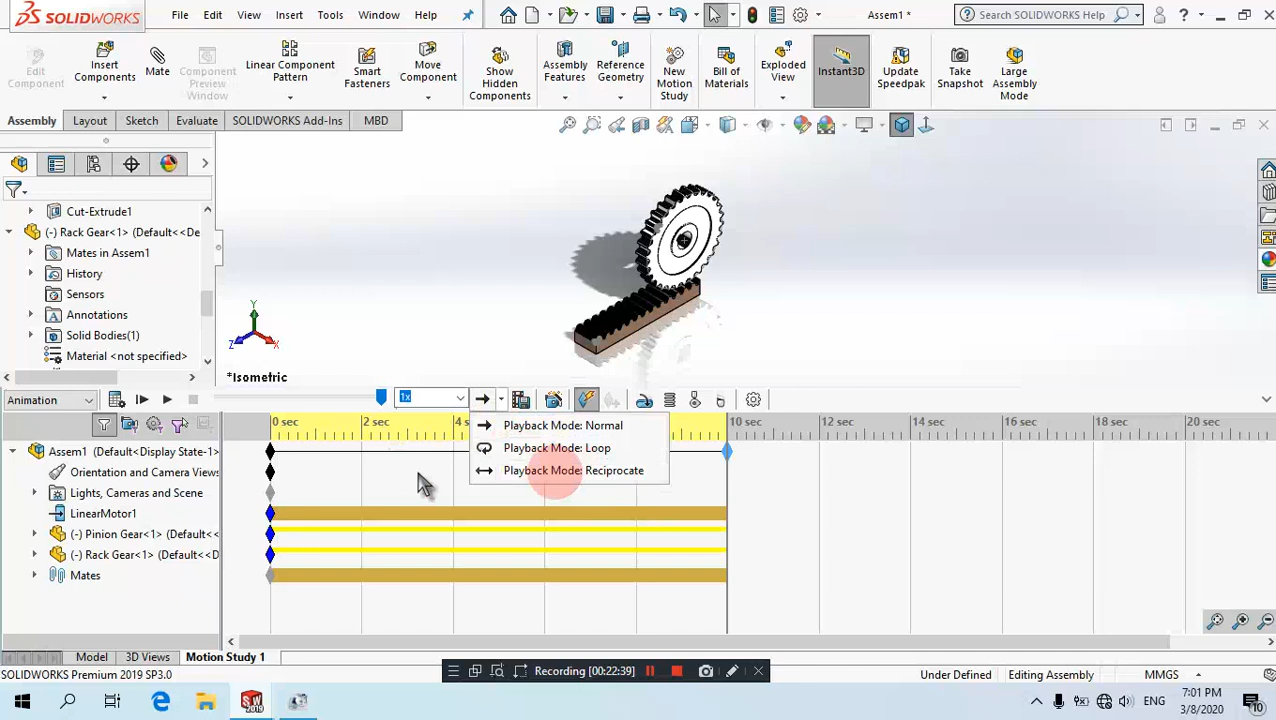 SOLIDWORKS File Edit View Insert Tools Window Help Assem1 * Search SOLIDWORKS Help ?
Edit Component
Insert Components
Mate
Component Preview Window
Linear Component Pattern
Smart Fasteners
Move Component
Show Hidden Components
Assembly Features
Reference Geometry
New Motion Study
Bill of Materials
Exploded View
Instant3D
Update Speedpak
Take Snapshot
Large Assembly Mode
Assembly Layout Sketch Evaluate SOLIDWORKS Add-Ins MBD
Cut-Extrude1
(-) Rack Gear<1> (Default<<De
Mates in Assem1
History
Sensors
Annotations
Solid Bodies(1)
Material <not specified>
Y
Z
X
*Isometric
Animation 1x
Playback Mode: Normal
Playback Mode: Loop
Playback Mode: Reciprocate
0 sec 2 sec 4 s 10 sec 12 sec 14 sec 16 sec 18 sec 20 sec
Assem1 (Default<Display State-1>
Orientation and Camera Views
Lights, Cameras and Scene
LinearMotor1
(-) Pinion Gear<1> (Default<<
(-) Rack Gear<1> (Default<<D
Mates
Model 3D Views Motion Study 1
Recording [00:22:39]
SOLIDWORKS Premium 2019 SP3.0 Under Defined Editing Assembly MMGS
SW 2019
ENG
7:01 PM
3/8/2020
10